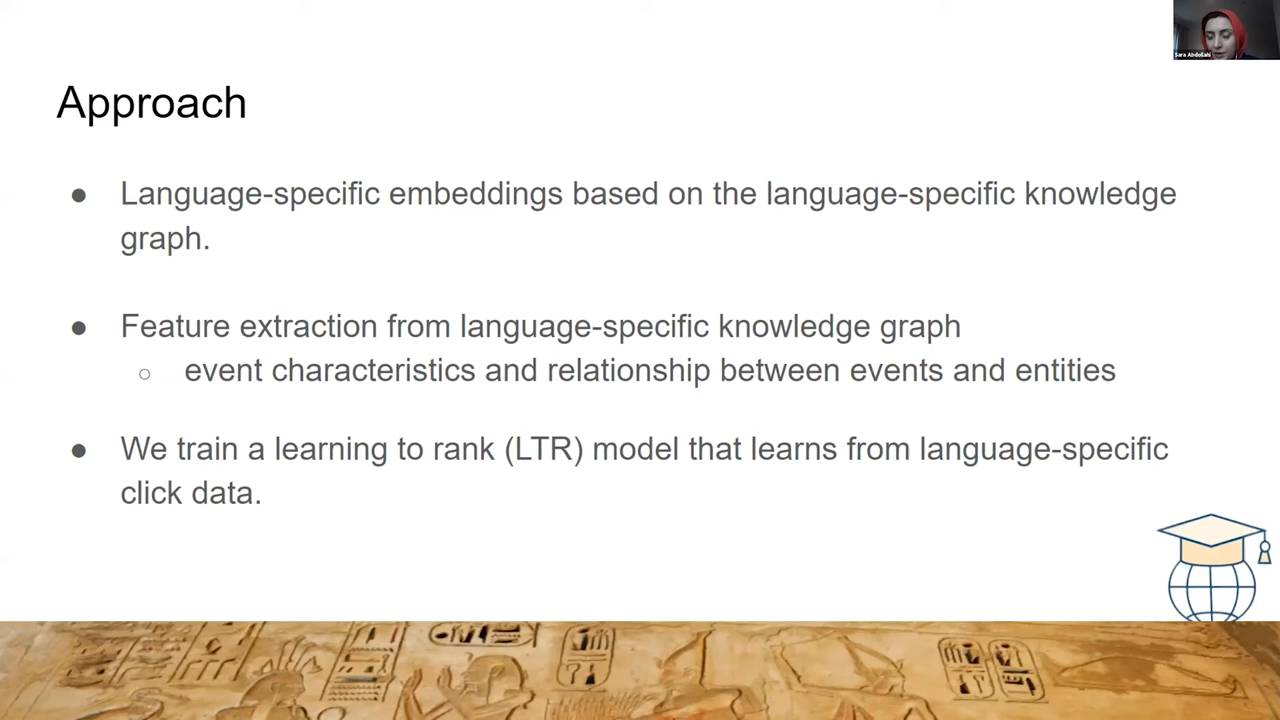 Sara Abdollahi
Approach
● Language-specific embeddings based on the language-specific knowledge
graph.
● Feature extraction from language-specific knowledge graph
○ event characteristics and relationship between events and entities
● We train a learning to rank (LTR) model that learns from language-specific
click data.